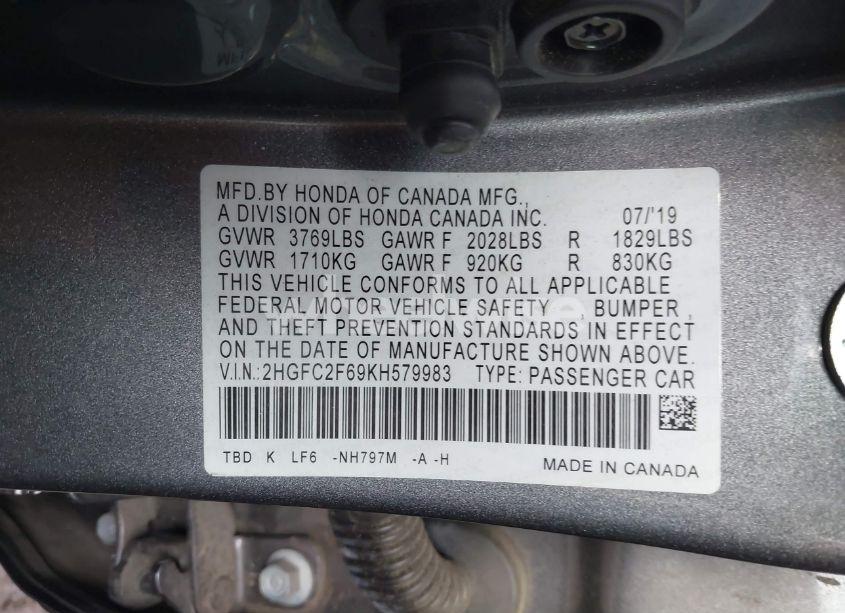 MFD.BY HONDA OF CANADA MFG.,
A DIVISION OF HONDA CANADA INC. 07/'19
GVWR 3769LBS GAWR F 2028LBS R 1829LBS
GVWR 1710KG GAWR F 920KG R 830KG
THIS VEHICLE CONFORMS TO ALL APPLICABLE
FEDERAL MOTOR VEHICLE SAFETY , BUMPER ,
AND THEFT PREVENTION STANDARDS IN EFFECT
ON THE DATE OF MANUFACTURE SHOWN ABOVE.
V.I.N.:2HGFC2F69KH579983 TYPE: PASSENGER CAR
TBD K LF6 -NH797M -A -H MADE IN CANADA